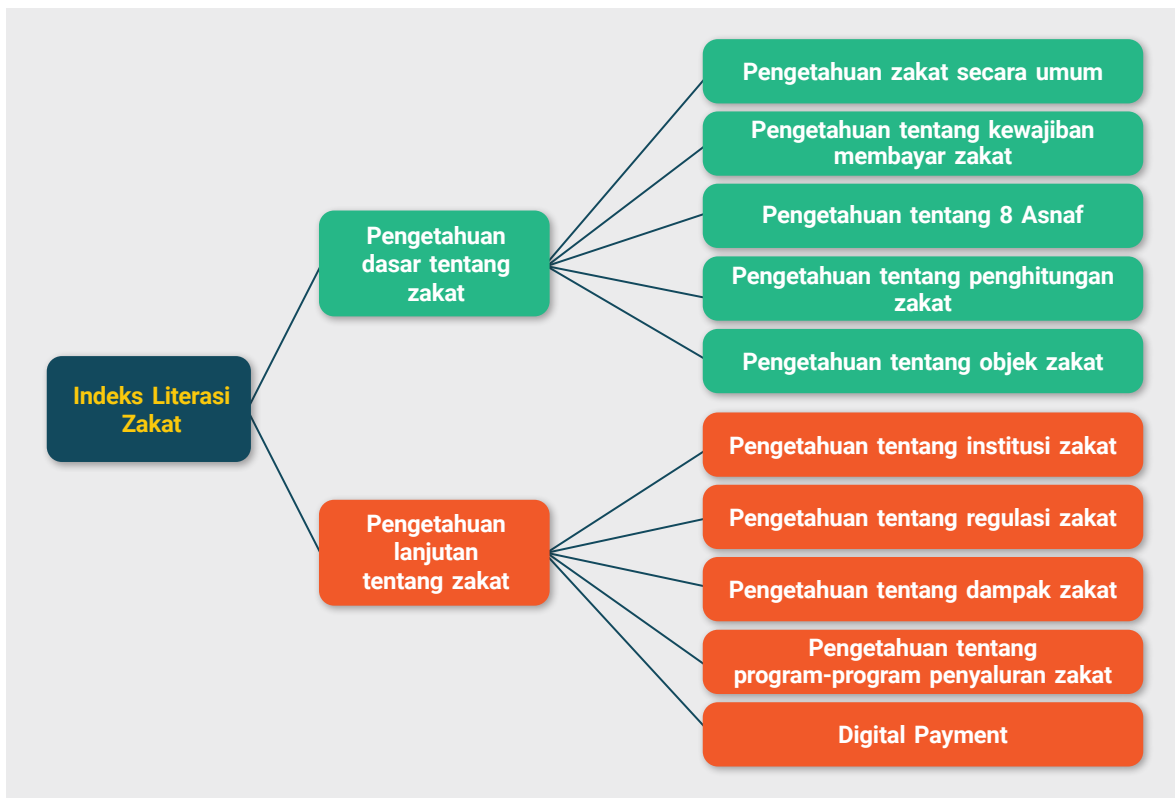 Indeks Literasi
Zakat
Pengetahuan
dasar tentang
zakat
Pengetahuan zakat secara umum
Pengetahuan tentang kewajiban
membayar zakat
Pengetahuan tentang 8 Asnaf
Pengetahuan tentang penghitungan
zakat
Pengetahuan tentang objek zakat
Pengetahuan
lanjutan
tentang zakat
Pengetahuan tentang institusi zakat
Pengetahuan tentang regulasi zakat
Pengetahuan tentang dampak zakat
Pengetahuan tentang
program-program penyaluran zakat
Digital Payment